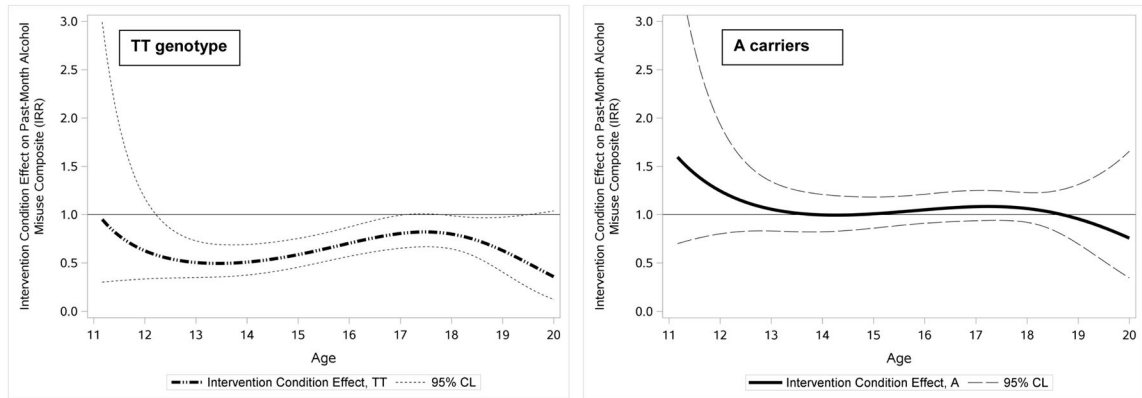 TT genotype
Intervention Condition Effect on Past-Month Alcohol
Misuse Composite (IRR)
3.0
2.5
2.0
1.5
1.0
0.5
0.0
11 12 13 14 15 16 17 18 19 20
Age
Intervention Condition Effect, TT 95% CL
A carriers
Intervention Condition Effect on Past-Month Alcohol
Misuse Composite (IRR)
3.0
2.5
2.0
1.5
1.0
0.5
0.0
11 12 13 14 15 16 17 18 19 20
Age
Intervention Condition Effect, A 95% CL